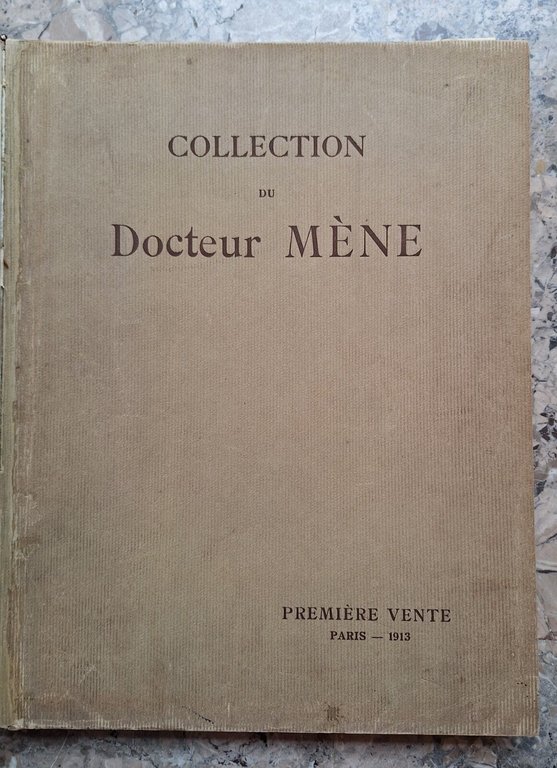 COLLECTION
DU
Docteur MÈNE
PREMIÈRE VENTE
PARIS — 1913